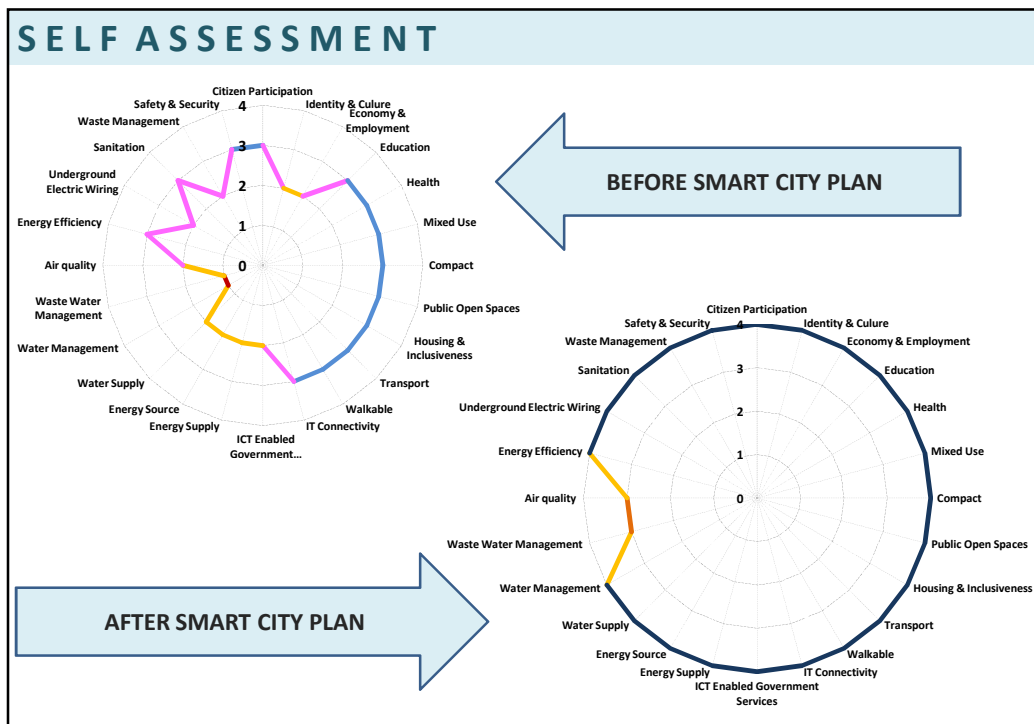 SELF ASSESSMENT
Citizen Participation
Identity & Culure
Economy &
Employment
Education
Health
Mixed Use
Compact
Public Open Spaces
Housing &
Inclusiveness
Transport
Walkable
IT Connectivity
ICT Enabled
Government...
Energy Supply
Energy Source
Water Supply
Water Management
Waste Water
Management
Air quality
Energy Efficiency
Underground
Electric Wiring
Sanitation
Waste Management
Safety & Security
4
3
2
1
0
BEFORE SMART CITY PLAN
AFTER SMART CITY PLAN
Citizen Participation
Identity & Culure
Economy & Employment
Education
Health
Mixed Use
Compact
Public Open Spaces
Housing & Inclusiveness
Transport
Walkable
IT Connectivity
ICT Enabled Government
Services
Energy Supply
Energy Source
Water Supply
Water Management
Waste Water Management
Air quality
Energy Efficiency
Underground Electric Wiring
Sanitation
Waste Management
Safety & Security
4
3
2
1
0